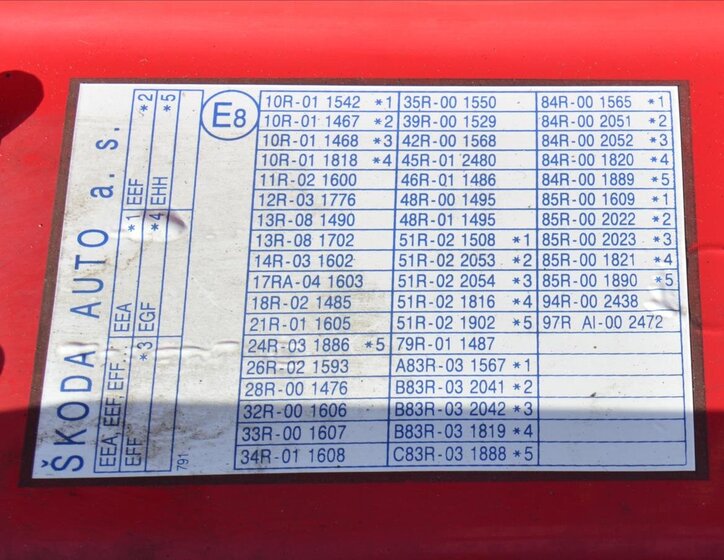 ŠKODA AUTO a. s.
EEA, EEF, EFF ... EEA *1 EEF *2
EFF *3 EGF *4 EHH *5
791
E8
10R-01 1542 *1 35R-00 1550 84R-00 1565 *1
10R-01 1467 *2 39R-00 1529 84R-00 2051 *2
10R-01 1468 *3 42R-00 1568 84R-00 2052 *3
10R-01 1818 *4 45R-01 2480 84R-00 1820 *4
11R-02 1600 46R-01 1486 84R-00 1889 *5
12R-03 1776 48R-00 1495 85R-00 1609 *1
13R-08 1490 48R-01 1495 85R-00 2022 *2
13R-08 1702 51R-02 1508 *1 85R-00 2023 *3
14R-03 1602 51R-02 2053 *2 85R-00 1821 *4
17RA-04 1603 51R-02 2054 *3 85R-00 1890 *5
18R-02 1485 51R-02 1816 *4 94R-00 2438
21R-01 1605 51R-02 1902 *5 97R AI-00 2472
24R-03 1886 *5 79R-01 1487
26R-02 1593 A83R-03 1567 *1
28R-00 1476 B83R-03 2041 *2
32R-00 1606 B83R-03 2042 *3
33R-00 1607 B83R-03 1819 *4
34R-01 1608 C83R-03 1888 *5